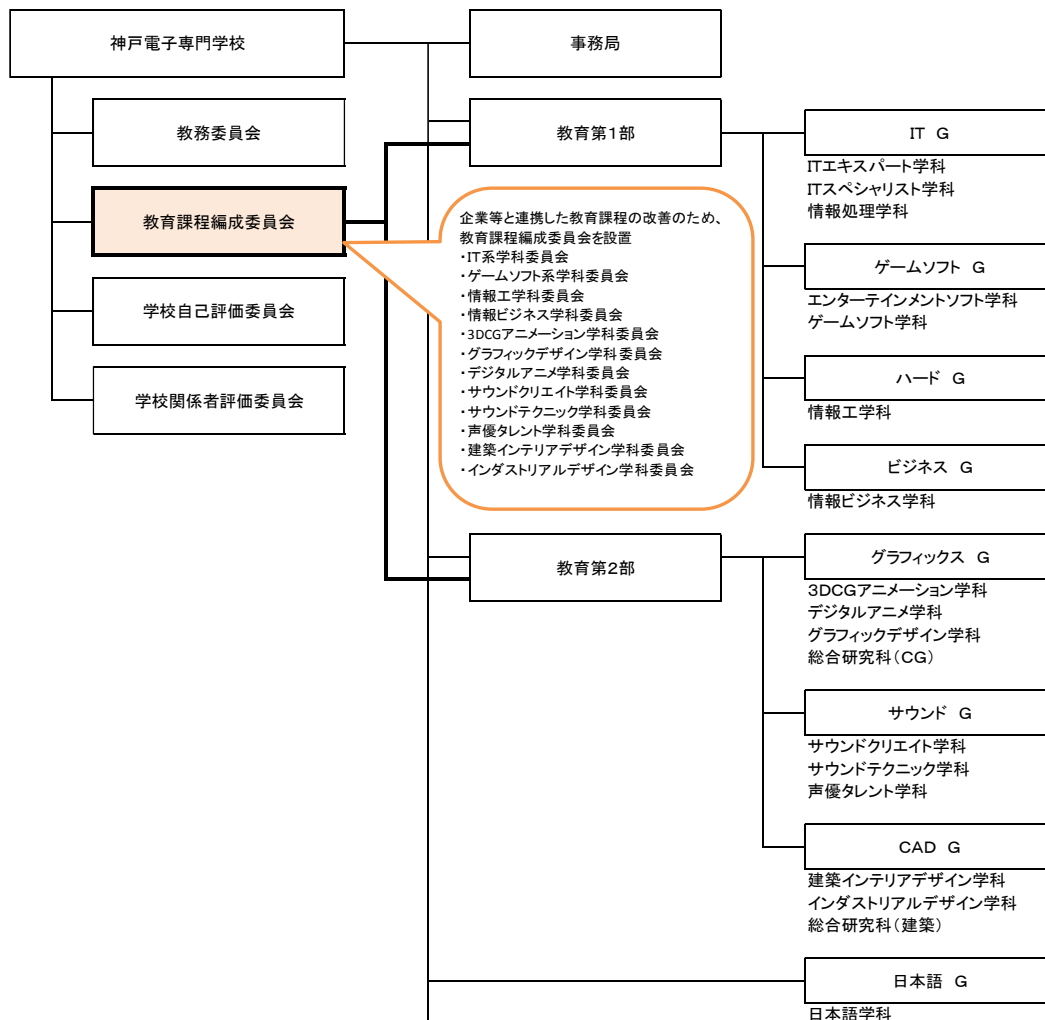 神戸電子専門学校
事務局
教務委員会
教育課程編成委員会
学校自己評価委員会
学校関係者評価委員会
教育第1部
企業等と連携した教育課程の改善のため、
教育課程編成委員会を設置
・IT系学科委員会
・ゲームソフト系学科委員会
・情報工学科委員会
・情報ビジネス学科委員会
・3DCGアニメーション学科委員会
・グラフィックデザイン学科委員会
・デジタルアニメ学科委員会
・サウンドクリエイト学科委員会
・サウンドテクニック学科委員会
・声優タレント学科委員会
・建築インテリアデザイン学科委員会
・インダストリアルデザイン学科委員会
IT G
ITエキスパート学科
ITスペシャリスト学科
情報処理学科
ゲームソフト G
エンターテインメントソフト学科
ゲームソフト学科
ハード G
情報工学科
ビジネス G
情報ビジネス学科
教育第2部
グラフィックス G
3DCGアニメーション学科
デジタルアニメ学科
グラフィックデザイン学科
総合研究科(CG)
サウンド G
サウンドクリエイト学科
サウンドテクニック学科
声優タレント学科
CAD G
建築インテリアデザイン学科
インダストリアルデザイン学科
総合研究科(建築)
日本語 G
日本語学科